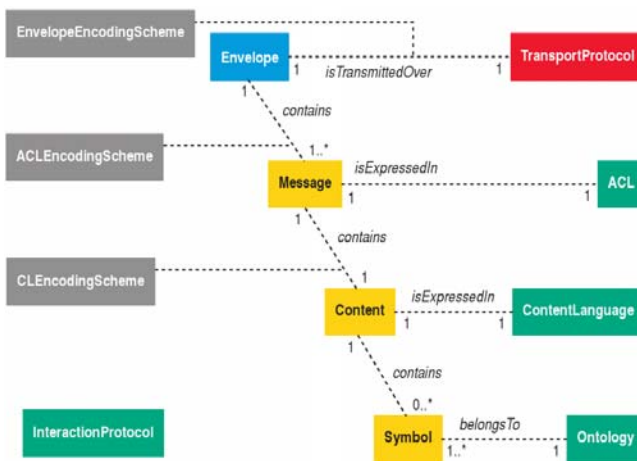 EnvelopeEncodingScheme
Envelope
1
isTransmittedOver
1
TransportProtocol
1
contains
ACLEncodingScheme
1..*
Message
1
isExpressedIn
1
ACL
1
contains
CLEncodingScheme
1
Content
1
isExpressedIn
1
ContentLanguage
1
contains
0..*
InteractionProtocol
Symbol
1..*
belongsTo
1
Ontology